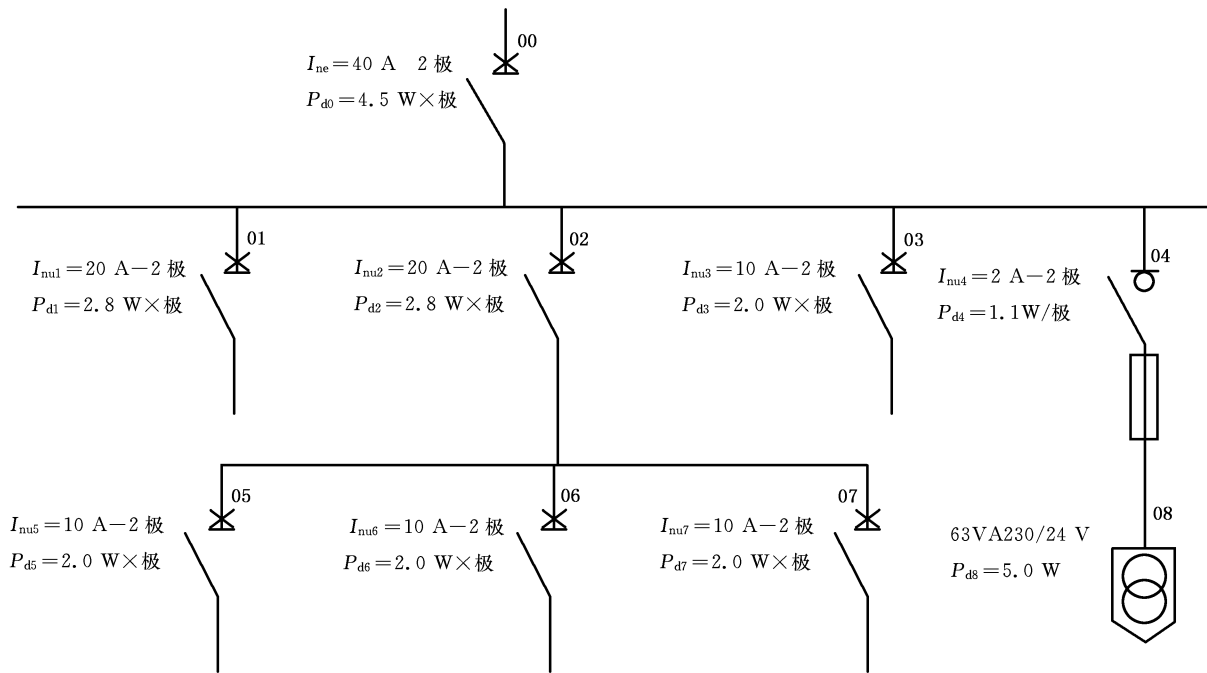 00
I_ne＝40 A　2 极
P_d0＝4.5 W×极
01
I_nu1＝20 A－2 极
P_d1＝2.8 W×极
02
I_nu2＝20 A－2 极
P_d2＝2.8 W×极
03
I_nu3＝10 A－2 极
P_d3＝2.0 W×极
04
I_nu4＝2 A－2 极
P_d4＝1.1W/极
05
I_nu5＝10 A－2 极
P_d5＝2.0 W×极
06
I_nu6＝10 A－2 极
P_d6＝2.0 W×极
07
I_nu7＝10 A－2 极
P_d7＝2.0 W×极
08
63VA230/24 V
P_d8＝5.0 W